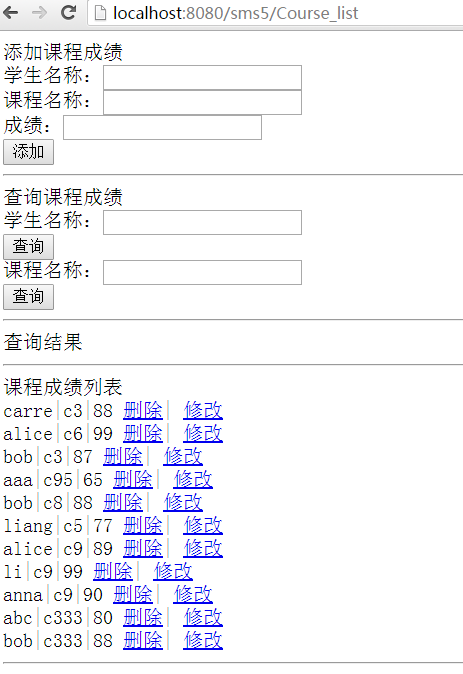 localhost:8080/sms5/Course_list
添加课程成绩
学生名称：
课程名称：
成绩：
添加
查询课程成绩
学生名称：
查询
课程名称：
查询
查询结果
课程成绩列表
carre|c3|88 删除| 修改
alice|c6|99 删除| 修改
bob|c3|87 删除| 修改
aaa|c95|65 删除| 修改
bob|c8|88 删除| 修改
liang|c5|77 删除| 修改
alice|c9|89 删除| 修改
li|c9|99 删除| 修改
anna|c9|90 删除| 修改
abc|c333|80 删除| 修改
bob|c333|88 删除| 修改